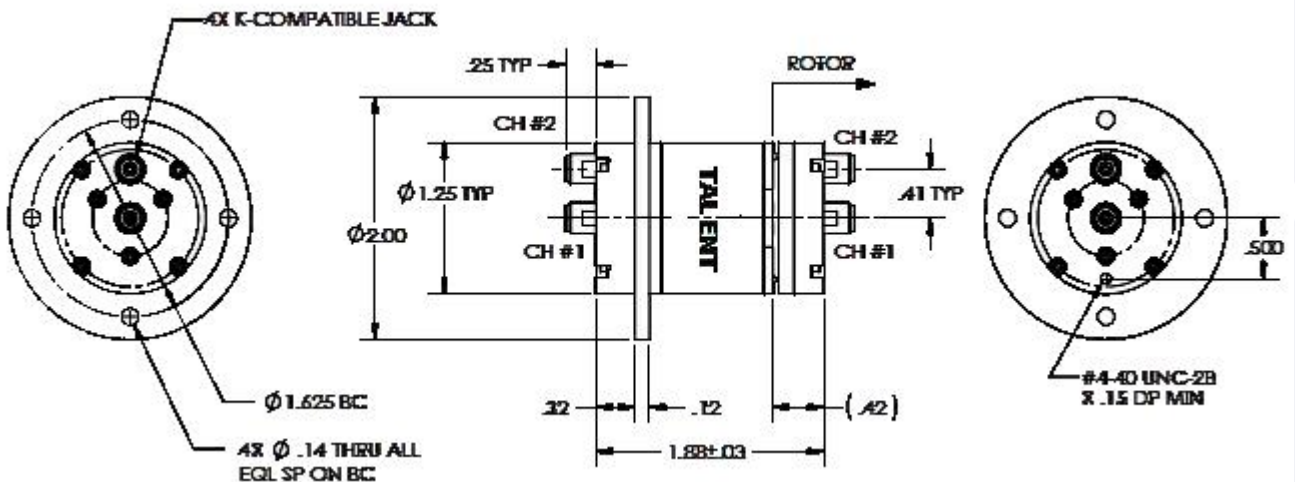 4X K-COMPATIBLE JACK
.25 TYP
ROTOR
CH #2
CH #2
Ø1.25 TYP
.41 TYP
TALENT
Ø2.00
CH #1
CH #1
.500
#4-40 UNC-2B
X .15 DP MIN
Ø1.625 BC
.32
.12
(.42)
4X Ø .14 THRU ALL
EQL SP ON BC
1.88±.03